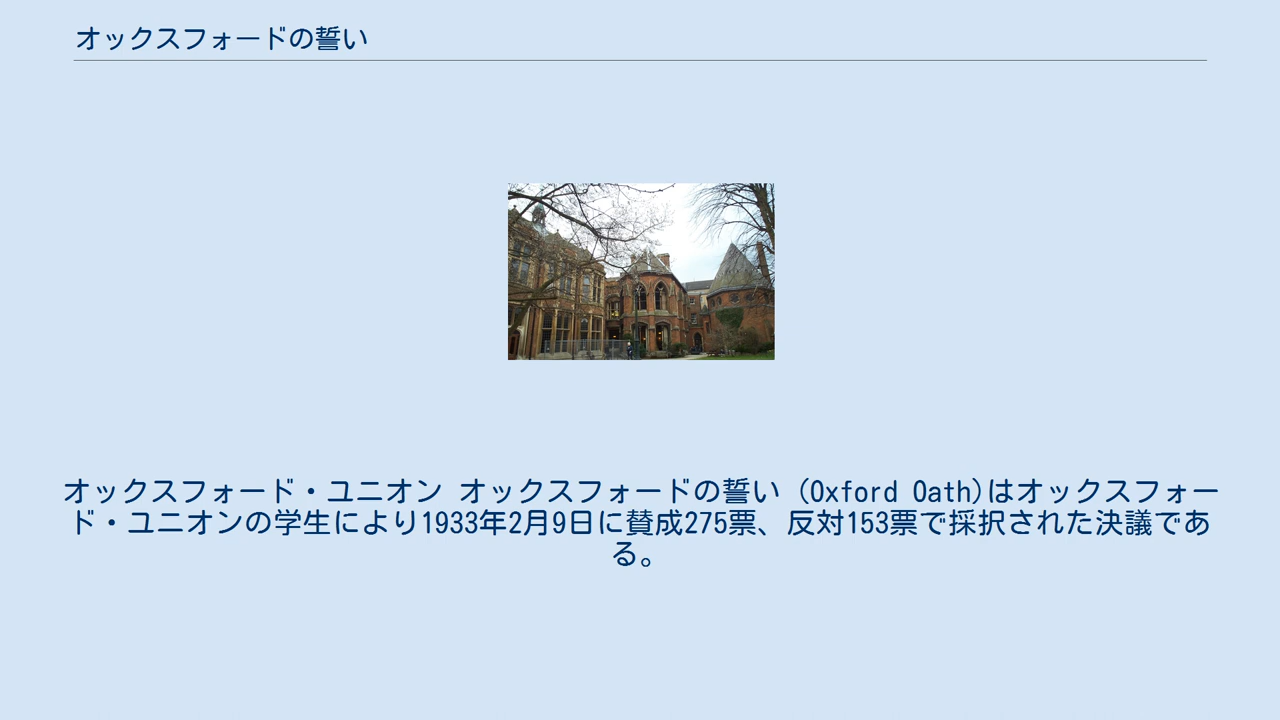 オックスフォードの誓い
オックスフォード・ユニオン オックスフォードの誓い (Oxford Oath)はオックスフォー
ド・ユニオンの学生により1933年2月9日に賛成275票、反対153票で採択された決議であ
る。